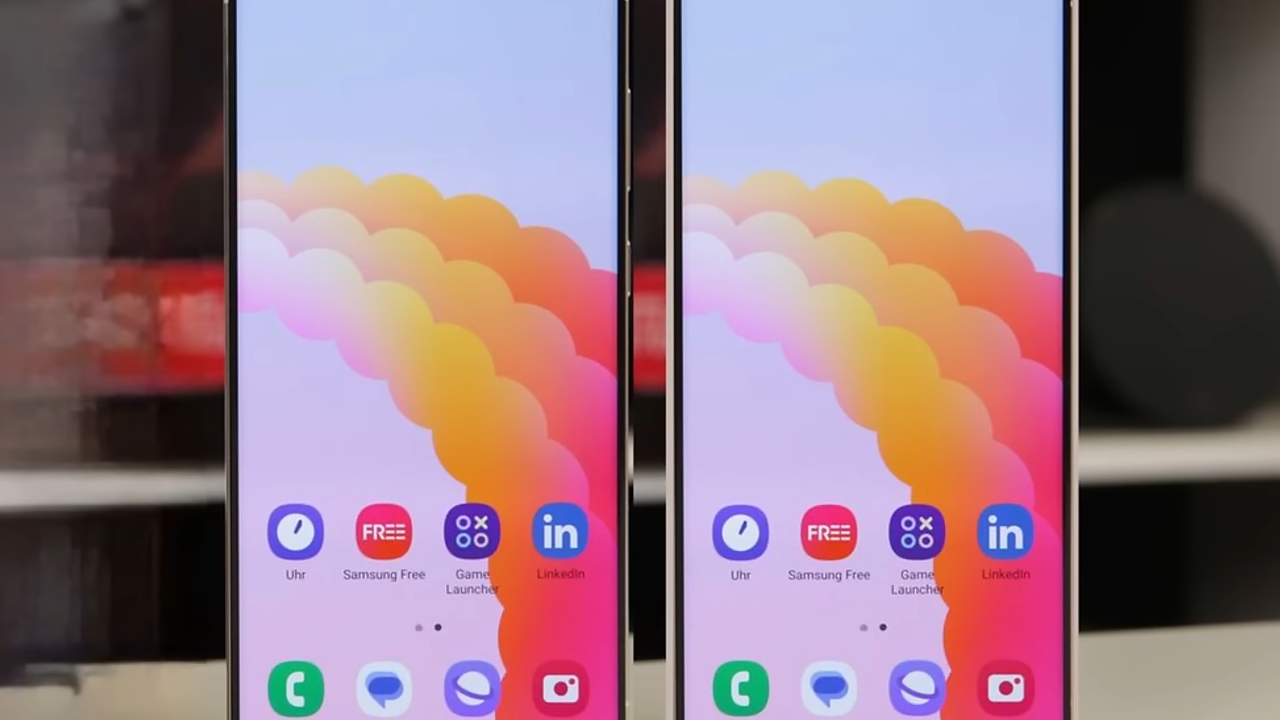 FREE
in
FREE
in
Uhr
Samsung Free
Game
Launcher
LinkedIn
Uhr
Samsung Free
Game
Launcher
LinkedIn